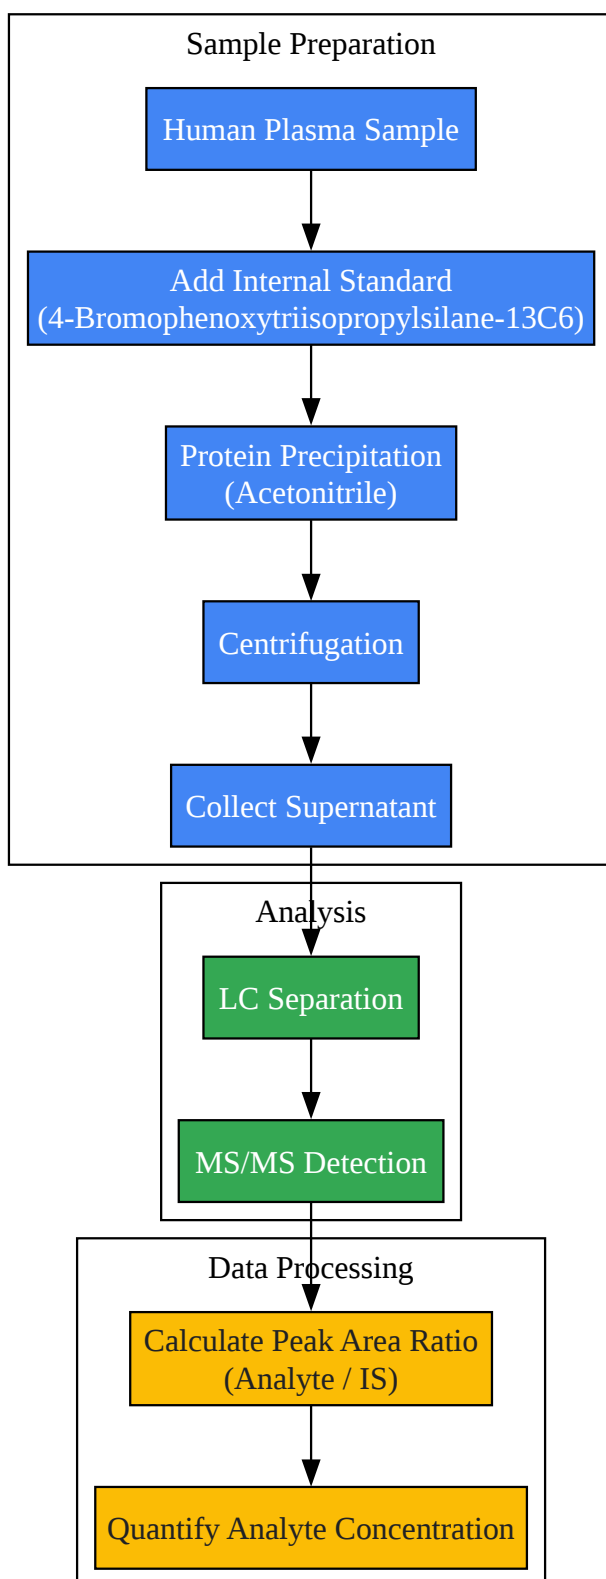 Sample Preparation
Human Plasma Sample
Add Internal Standard
(4-Bromophenoxytriisopropylsilane-13C6)
Protein Precipitation
(Acetonitrile)
Centrifugation
Collect Supernatant
Analysis
LC Separation
MS/MS Detection
Data Processing
Calculate Peak Area Ratio
(Analyte / IS)
Quantify Analyte Concentration